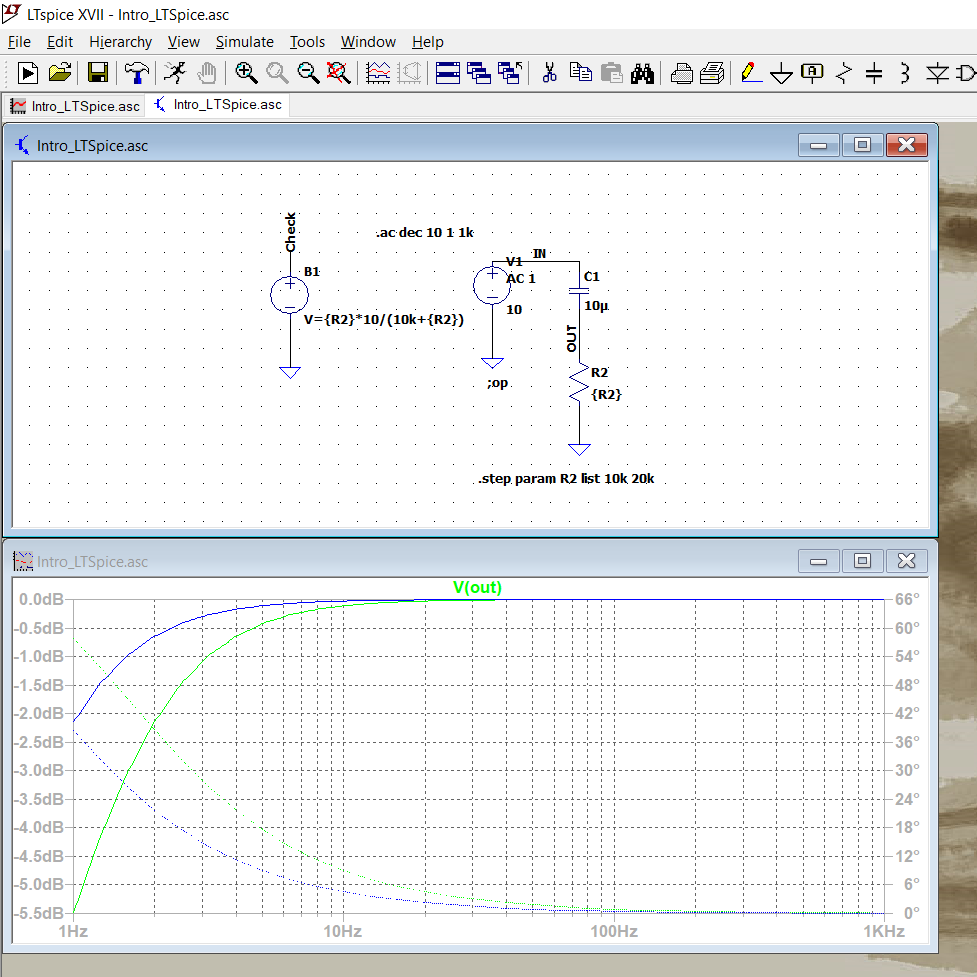 LTspice XVII - Intro_LTSpice.asc
File Edit Hierarchy View Simulate Tools Window Help
Intro_LTSpice.asc Intro_LTSpice.asc
Intro_LTSpice.asc
Check
.ac dec 10 1 1k
B1
V={R2}*10/(10k+{R2})
V1
AC 1
10
IN
C1
10µ
OUT
R2
{R2}
;op
.step param R2 list 10k 20k
Intro_LTSpice.asc
V(out)
0.0dB 66°
-0.5dB 60°
-1.0dB 54°
-1.5dB 48°
-2.0dB 42°
-2.5dB 36°
-3.0dB 30°
-3.5dB 24°
-4.0dB 18°
-4.5dB 12°
-5.0dB 6°
-5.5dB 0°
1Hz 10Hz 100Hz 1KHz